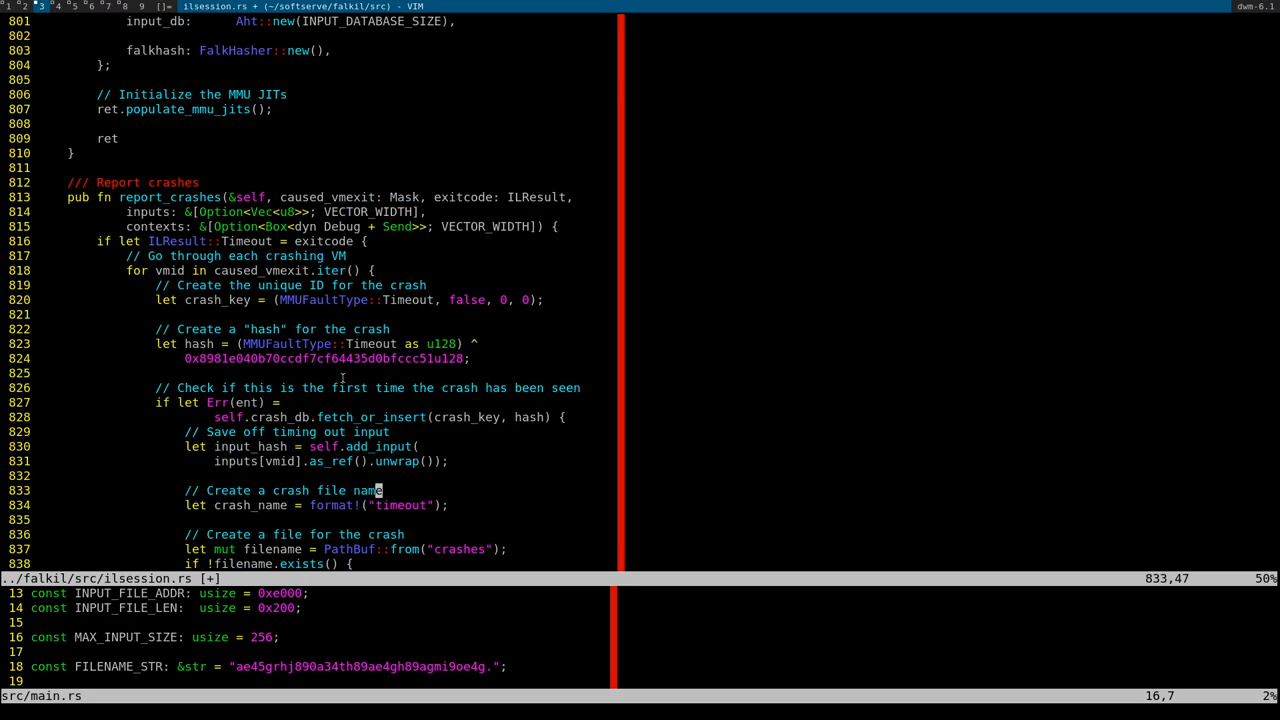 1 2 3 4 5 6 7 8 9 []= ilsession.rs + (~/softserve/falkil/src) - VIM dwm-6.1
801 input_db: Aht::new(INPUT_DATABASE_SIZE),
802
803 falkhash: FalkHasher::new(),
804 };
805
806 // Initialize the MMU JITs
807 ret.populate_mmu_jits();
808
809 ret
810 }
811
812 /// Report crashes
813 pub fn report_crashes(&self, caused_vmexit: Mask, exitcode: ILResult,
814 inputs: &[Option<Vec<u8>>; VECTOR_WIDTH],
815 contexts: &[Option<Box<dyn Debug + Send>>; VECTOR_WIDTH]) {
816 if let ILResult::Timeout = exitcode {
817 // Go through each crashing VM
818 for vmid in caused_vmexit.iter() {
819 // Create the unique ID for the crash
820 let crash_key = (MMUFaultType::Timeout, false, 0, 0);
821
822 // Create a "hash" for the crash
823 let hash = (MMUFaultType::Timeout as u128) ^
824 0x8981e040b70ccdf7cf64435d0bfccc51u128;
825
826 // Check if this is the first time the crash has been seen
827 if let Err(ent) =
828 self.crash_db.fetch_or_insert(crash_key, hash) {
829 // Save off timing out input
830 let input_hash = self.add_input(
831 inputs[vmid].as_ref().unwrap());
832
833 // Create a crash file name
834 let crash_name = format!("timeout");
835
836 // Create a file for the crash
837 let mut filename = PathBuf::from("crashes");
838 if !filename.exists() {
../falkil/src/ilsession.rs [+] 833,47 50%
13 const INPUT_FILE_ADDR: usize = 0xe000;
14 const INPUT_FILE_LEN: usize = 0x200;
15
16 const MAX_INPUT_SIZE: usize = 256;
17
18 const FILENAME_STR: &str = "ae45grhj890a34th89ae4gh89agmi9oe4g.";
19
src/main.rs 16,7 2%